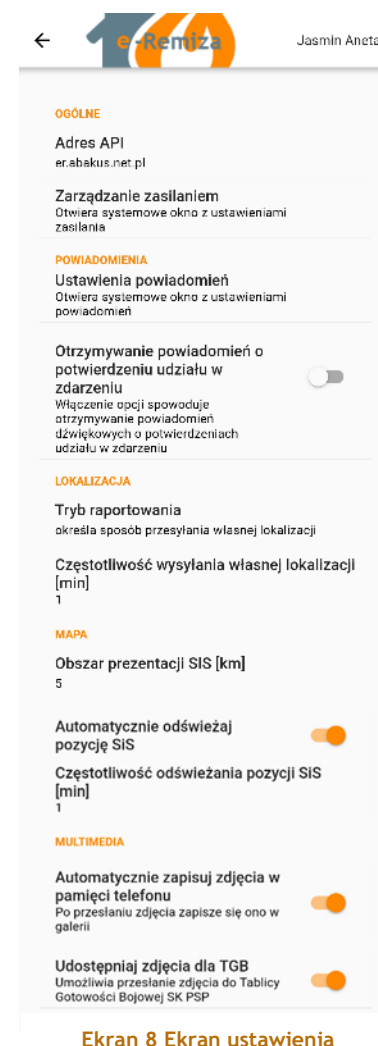 e-Remiza
Jasmin Aneta
OGÓLNE
Adres API
er.abakus.net.pl
Zarządzanie zasilaniem
Otwiera systemowe okno z ustawieniami
zasilania
POWIADOMIENIA
Ustawienia powiadomień
Otwiera systemowe okno z ustawieniami
powiadomień
Otrzymywanie powiadomień o
potwierdzeniu udziału w
zdarzeniu
Włączenie opcji spowoduje
otrzymywanie powiadomień
dźwiękowych o potwierdzeniach
udziału w zdarzeniu
LOKALIZACJA
Tryb raportowania
określa sposób przesyłania własnej lokalizacji
Częstotliwość wysyłania własnej lokalizacji
[min]
1
MAPA
Obszar prezentacji SIS [km]
5
Automatycznie odświeżaj
pozycję SiS
Częstotliwość odświeżania pozycji SiS
[min]
1
MULTIMEDIA
Automatycznie zapisuj zdjęcia w
pamięci telefonu
Po przesłaniu zdjęcia zapisze się ono w
galerii
Udostępniaj zdjęcia dla TGB
Umożliwia przesłanie zdjęcia do Tablicy
Gotowości Bojowej SK PSP
Ekran 8 Ekran ustawienia